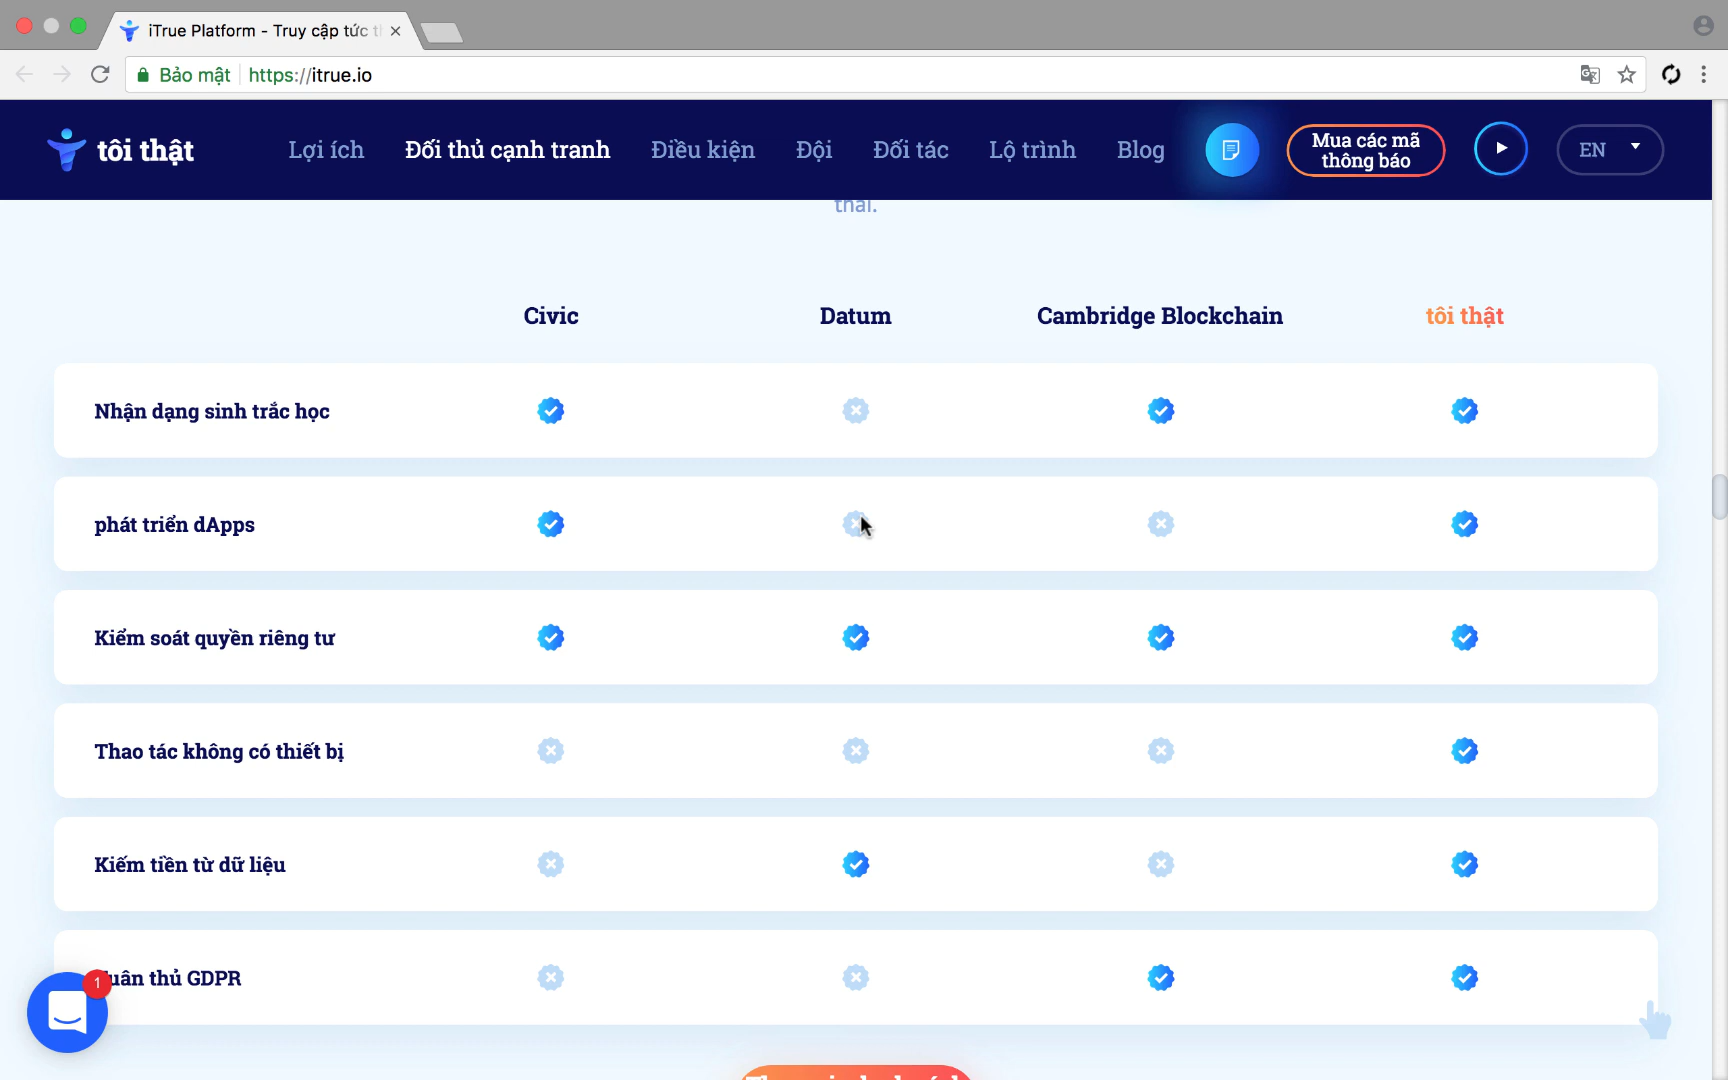 iTrue Platform - Truy cập tức
Bảo mật
https://itrue.io
tôi thật
Lợi ích
Đối thủ cạnh tranh
Điều kiện
Đội
Đối tác
Lộ trình
Blog
Mua các mã
thông báo
EN
thái.
Civic
Datum
Cambridge Blockchain
tôi thật
Nhận dạng sinh trắc học
phát triển dApps
Kiểm soát quyền riêng tư
Thao tác không có thiết bị
Kiếm tiền từ dữ liệu
uân thủ GDPR
1